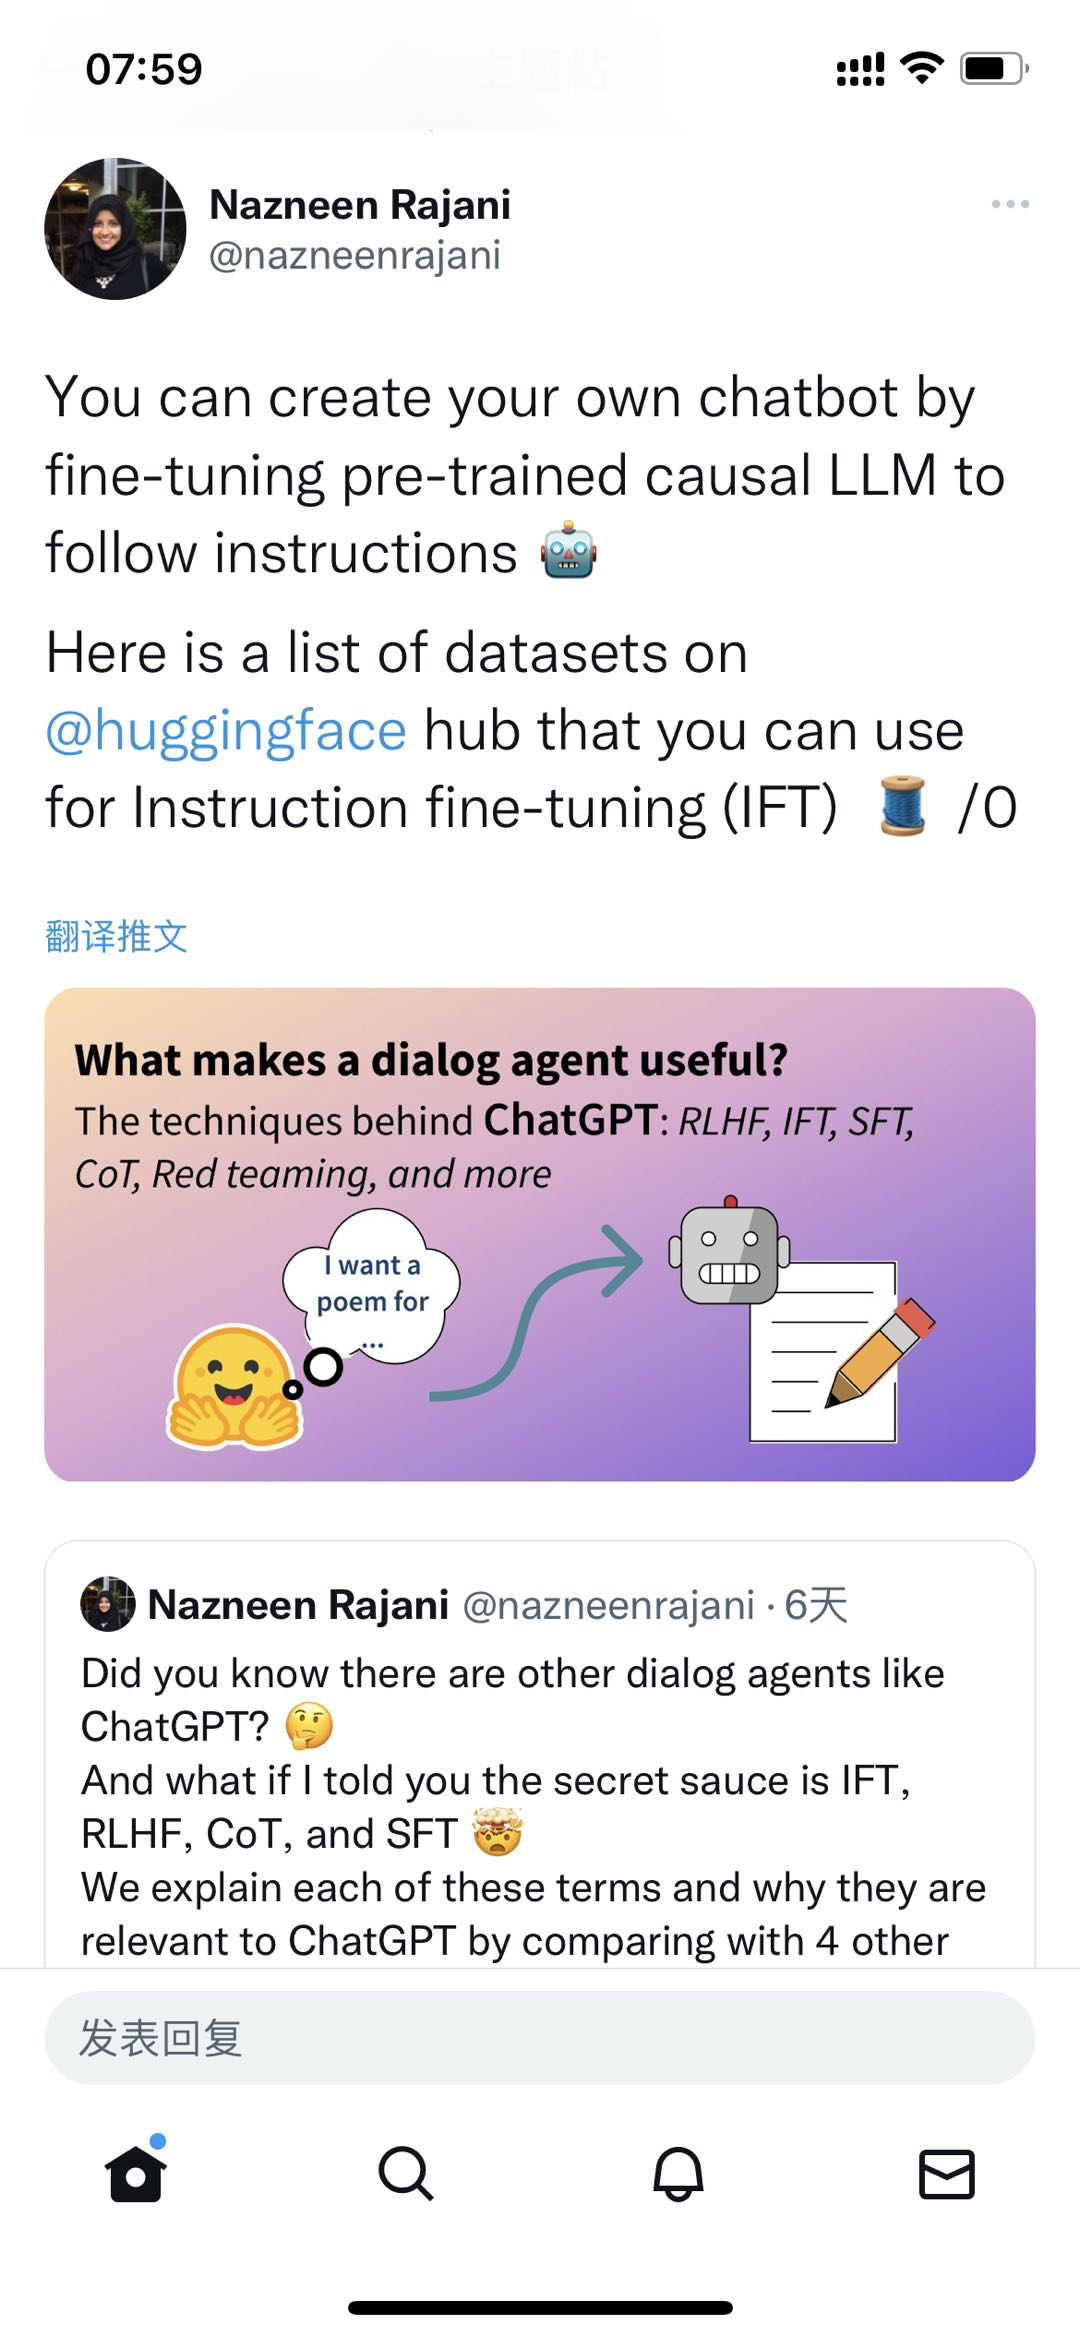 07:59
主题帖
Nazneen Rajani
@nazneenrajani
You can create your own chatbot by
fine-tuning pre-trained causal LLM to
follow instructions 🤖
Here is a list of datasets on
@huggingface hub that you can use
for Instruction fine-tuning (IFT) 🧵 /0
翻译推文
What makes a dialog agent useful?
The techniques behind ChatGPT: RLHF, IFT, SFT,
CoT, Red teaming, and more
I want a
poem for
...
Nazneen Rajani @nazneenrajani · 6天
Did you know there are other dialog agents like
ChatGPT? 🤔
And what if I told you the secret sauce is IFT,
RLHF, CoT, and SFT 🤯
We explain each of these terms and why they are
relevant to ChatGPT by comparing with 4 other
发表回复